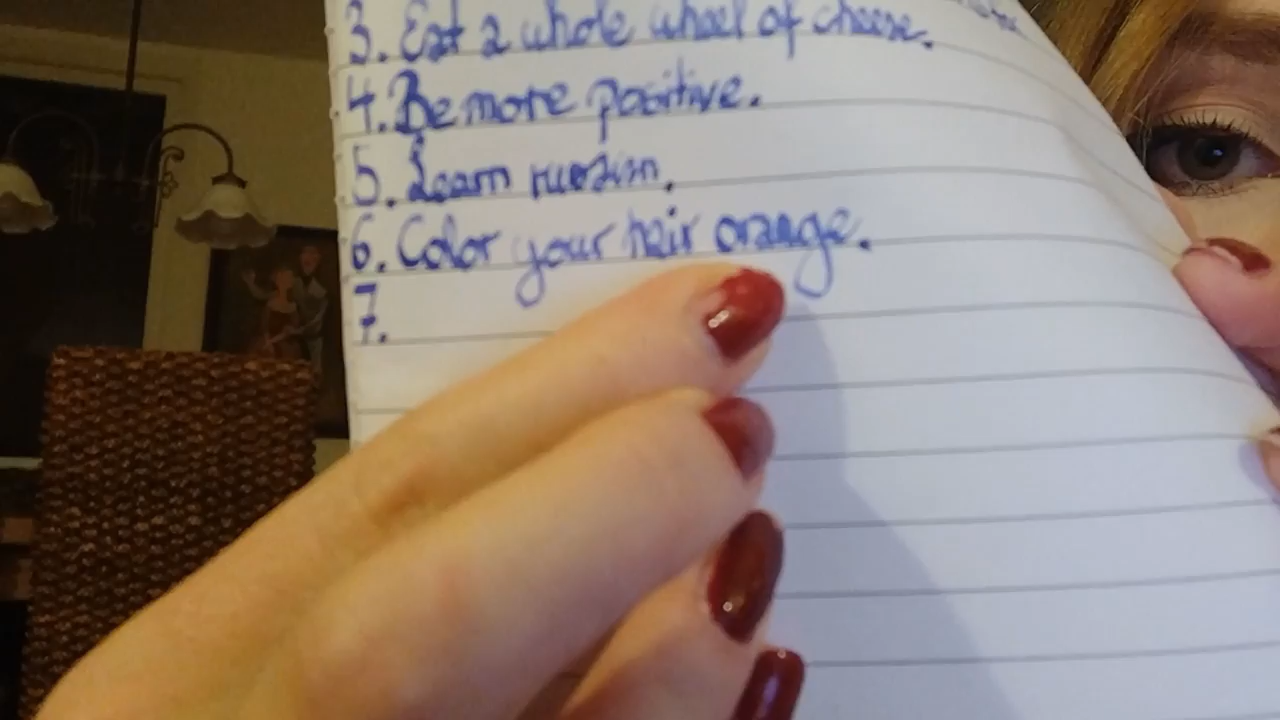 3. Eat a whole wheel of cheese.
4. Be more positive.
5. Learn russian.
6. Color your hair orange.
7.